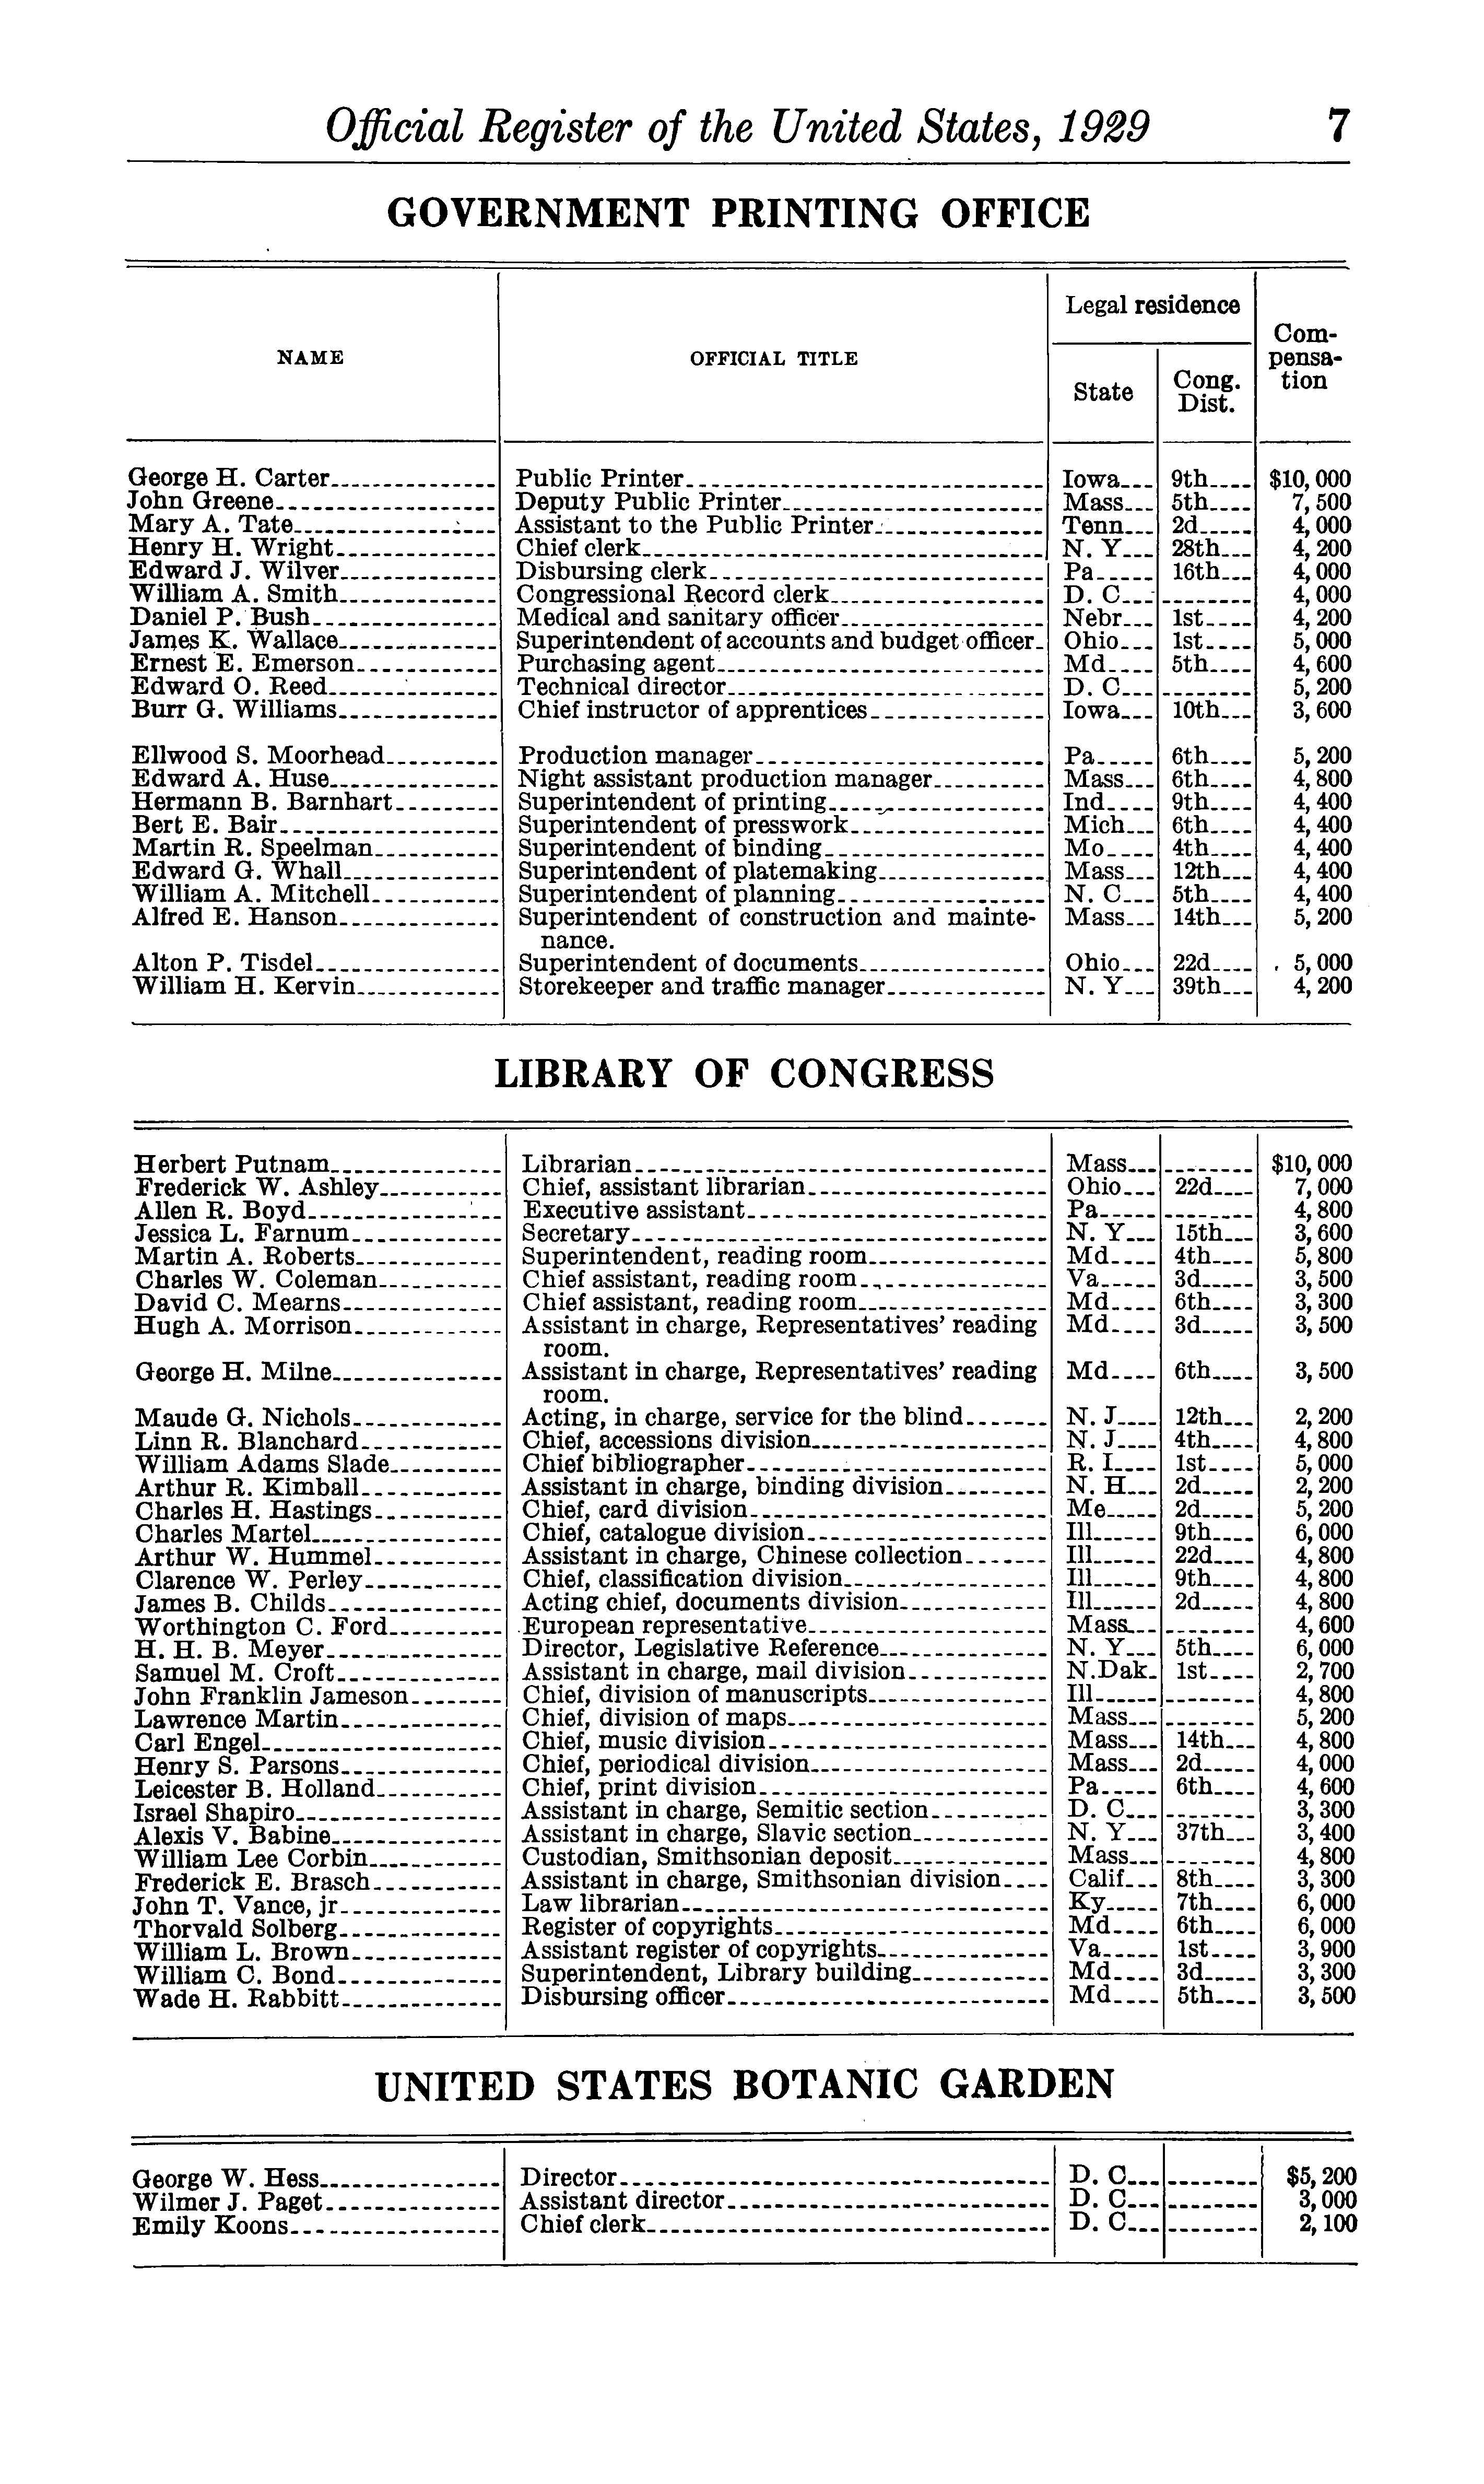 Official Register of the United States, 1929 7
GOVERNMENT PRINTING OFFICE
NAME OFFICIAL TITLE Legal residence Com-pensa-tion
State Cong. Dist.
George H. Carter Public Printer Iowa 9th $10,000
John Greene Deputy Public Printer Mass 5th 7,500
Mary A. Tate Assistant to the Public Printer Tenn 2d 4,000
Henry H. Wright Chief clerk N. Y 28th 4,200
Edward J. Wilver Disbursing clerk Pa 16th 4,000
William A. Smith Congressional Record clerk D. C 4,000
Daniel P. Bush Medical and sanitary officer Nebr 1st 4,200
James K. Wallace Superintendent of accounts and budget officer Ohio 1st 5,000
Ernest E. Emerson Purchasing agent Md 5th 4,600
Edward O. Reed Technical director D. C 5,200
Burr G. Williams Chief instructor of apprentices Iowa 10th 3,600
Ellwood S. Moorhead Production manager Pa 6th 5,200
Edward A. Huse Night assistant production manager Mass 6th 4,800
Hermann B. Barnhart Superintendent of printing Ind 9th 4,400
Bert E. Bair Superintendent of presswork Mich 6th 4,400
Martin R. Speelman Superintendent of binding Mo 4th 4,400
Edward G. Whall Superintendent of platemaking Mass 12th 4,400
William A. Mitchell Superintendent of planning N. C 5th 4,400
Alfred E. Hanson Superintendent of construction and mainte- Mass 14th 5,200
nance.
Alton P. Tisdel Superintendent of documents Ohio 22d 5,000
William H. Kervin Storekeeper and traffic manager N. Y 39th 4,200
LIBRARY OF CONGRESS
Herbert Putnam Librarian Mass $10,000
Frederick W. Ashley Chief, assistant librarian Ohio 22d 7,000
Allen R. Boyd Executive assistant Pa 4,800
Jessica L. Farnum Secretary N. Y 15th 3,600
Martin A. Roberts Superintendent, reading room Md 4th 5,800
Charles W. Coleman Chief assistant, reading room Va 3d 3,500
David C. Mearns Chief assistant, reading room Md 6th 3,300
Hugh A. Morrison Assistant in charge, Representatives' reading Md 3d 3,500
room.
George H. Milne Assistant in charge, Representatives' reading Md 6th 3,500
room.
Maude G. Nichols Acting, in charge, service for the blind N. J 12th 2,200
Linn R. Blanchard Chief, accessions division N. J 4th 4,800
William Adams Slade Chief bibliographer R. I 1st 5,000
Arthur R. Kimball Assistant in charge, binding division N. H 2d 2,200
Charles H. Hastings Chief, card division Me 2d 5,200
Charles Martel Chief, catalogue division Ill 9th 6,000
Arthur W. Hummel Assistant in charge, Chinese collection Ill 22d 4,800
Clarence W. Perley Chief, classification division Ill 9th 4,800
James B. Childs Acting chief, documents division Ill 2d 4,800
Worthington C. Ford European representative Mass 4,600
H. H. B. Meyer Director, Legislative Reference N. Y 5th 6,000
Samuel M. Croft Assistant in charge, mail division N.Dak 1st 2,700
John Franklin Jameson Chief, division of manuscripts Ill 4,800
Lawrence Martin Chief, division of maps Mass 5,200
Carl Engel Chief, music division Mass 14th 4,800
Henry S. Parsons Chief, periodical division Mass 2d 4,000
Leicester B. Holland Chief, print division Pa 6th 4,600
Israel Shapiro Assistant in charge, Semitic section D. C 3,300
Alexis V. Babine Assistant in charge, Slavic section N. Y 37th 3,400
William Lee Corbin Custodian, Smithsonian deposit Mass 4,800
Frederick E. Brasch Assistant in charge, Smithsonian division Calif 8th 3,300
John T. Vance, jr Law librarian Ky 7th 6,000
Thorvald Solberg Register of copyrights Md 6th 6,000
William L. Brown Assistant register of copyrights Va 1st 3,900
William C. Bond Superintendent, Library building Md 3d 3,300
Wade H. Rabbitt Disbursing officer Md 5th 3,500
UNITED STATES BOTANIC GARDEN
George W. Hess Director D. C $5,200
Wilmer J. Paget Assistant director D. C 3,000
Emily Koons Chief clerk D. C 2,100